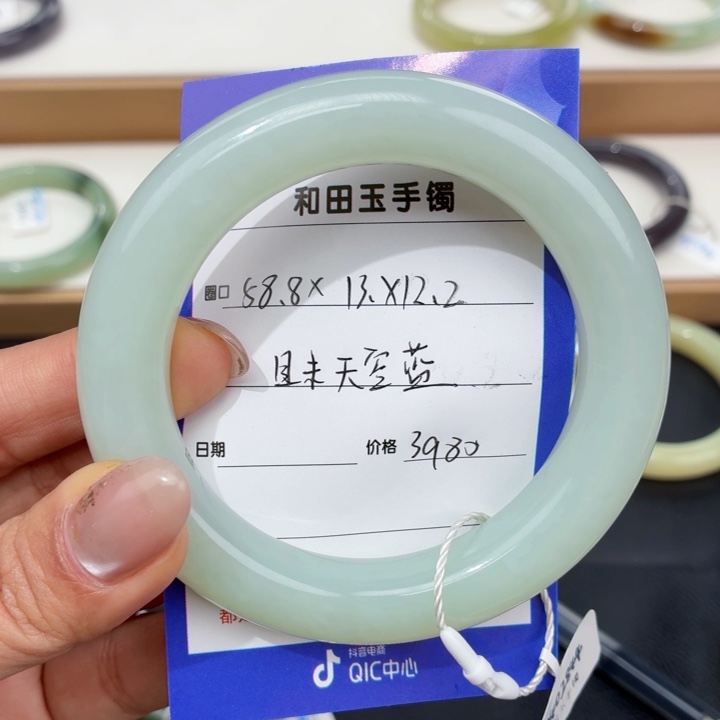 和田玉手镯
圈口 58.8× 13.×12.2
且末天空蓝
日期 价格 3980
抖音电商
QIC中心